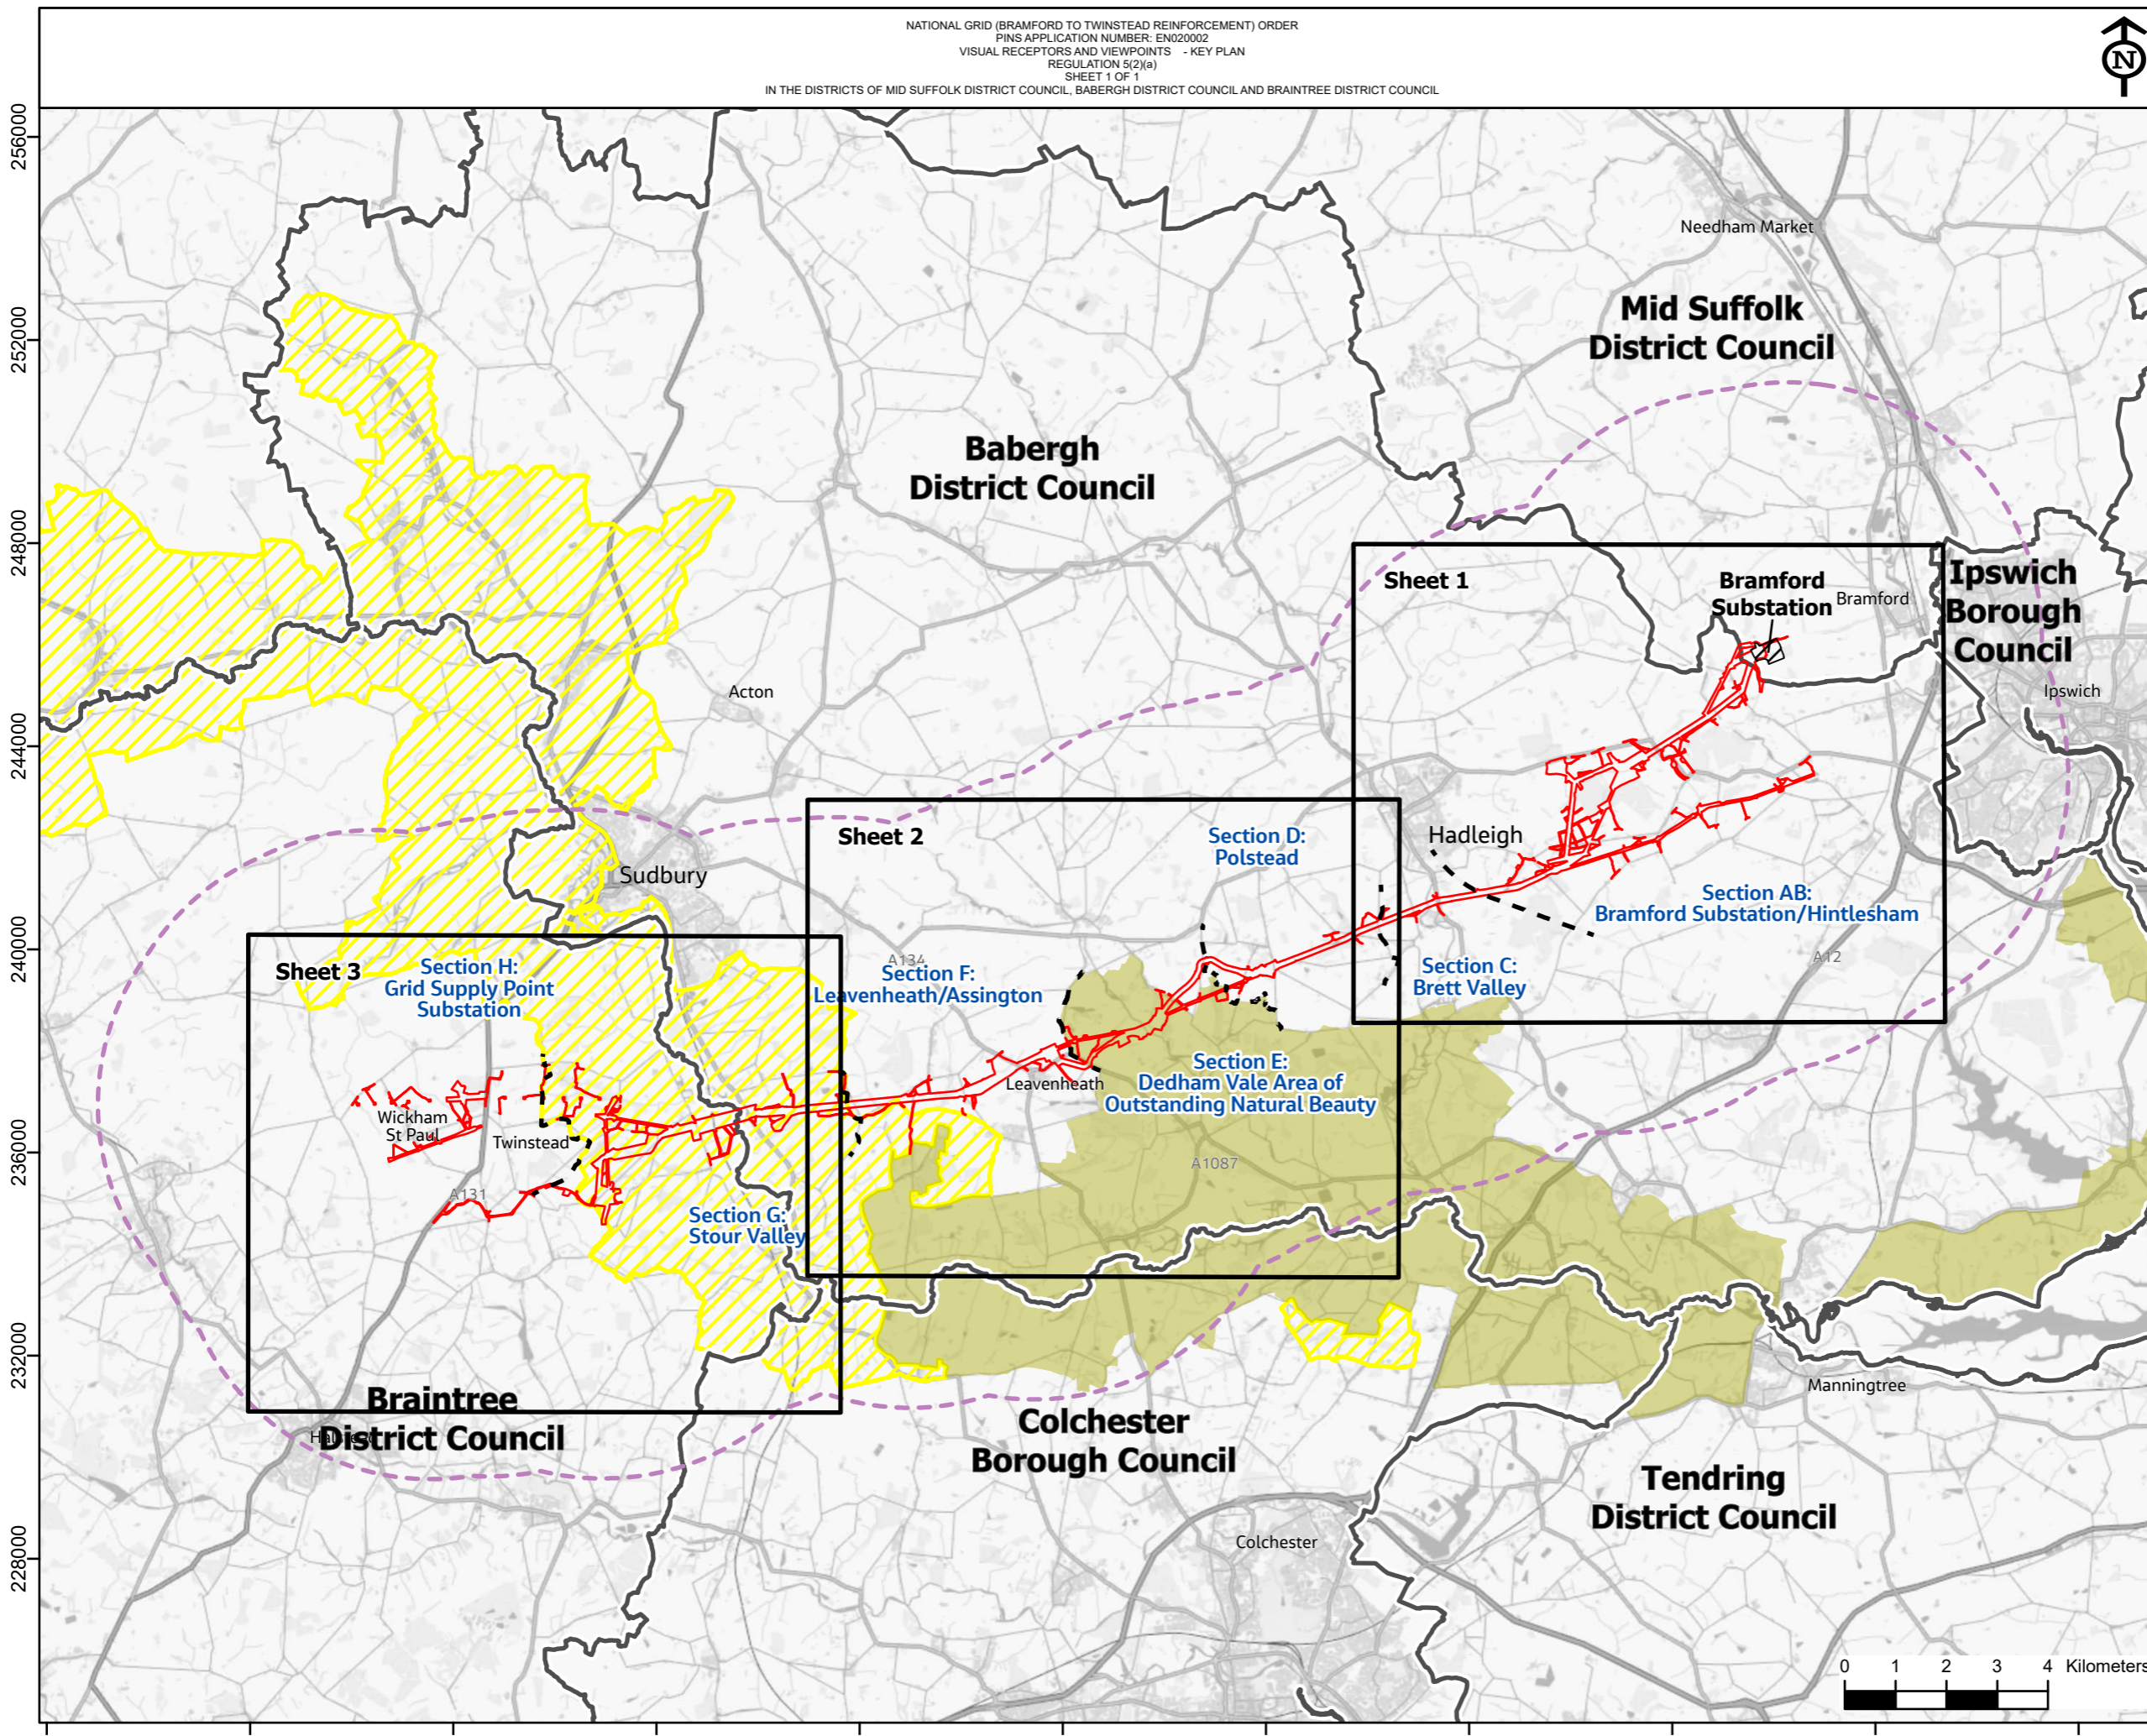 NATIONAL GRID (BRAMFORD TO TWINSTEAD REINFORCEMENT) ORDER
PINS APPLICATION NUMBER: EN020002
VISUAL RECEPTORS AND VIEWPOINTS - KEY PLAN
REGULATION 5(2)(a)
SHEET 1 OF 1
IN THE DISTRICTS OF MID SUFFOLK DISTRICT COUNCIL, BABERGH DISTRICT COUNCIL AND BRAINTREE DISTRICT COUNCIL
N
256000
252000
248000
244000
240000
236000
232000
228000
Needham Market
Mid Suffolk
District Council
Babergh
District Council
Sheet 1
Bramford
Substation
Bramford
Ipswich
Borough
Council
Ipswich
Acton
Sudbury
Sheet 2
Section D:
Polstead
Hadleigh
Section AB:
Bramford Substation/Hintlesham
A12
Sheet 3
Section H:
Grid Supply Point
Substation
A134
Section F:
Leavenheath/Assington
Section C:
Brett Valley
Leavenheath
Section E:
Dedham Vale Area of
Outstanding Natural Beauty
Wickham
St Paul
Twinstead
A1087
A131
Section G:
Stour Valley
Braintree
District Council
Colchester
Borough Council
Manningtree
Tendring
District Council
Colchester
0 1 2 3 4 Kilometers